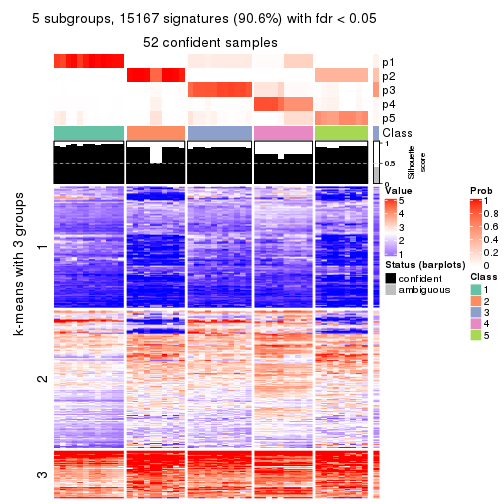 5 subgroups, 15167 signatures (90.6%) with fdr < 0.05
52 confident samples
p1
p2
p3
p4
p5
Class
1
0.5
0
Silhouette
score
k-means with 3 groups
1
2
3
Value
5
4
3
2
1
Status (barplots)
confident
ambiguous
Prob
1
0.8
0.6
0.4
0.2
0
Class
1
2
3
4
5